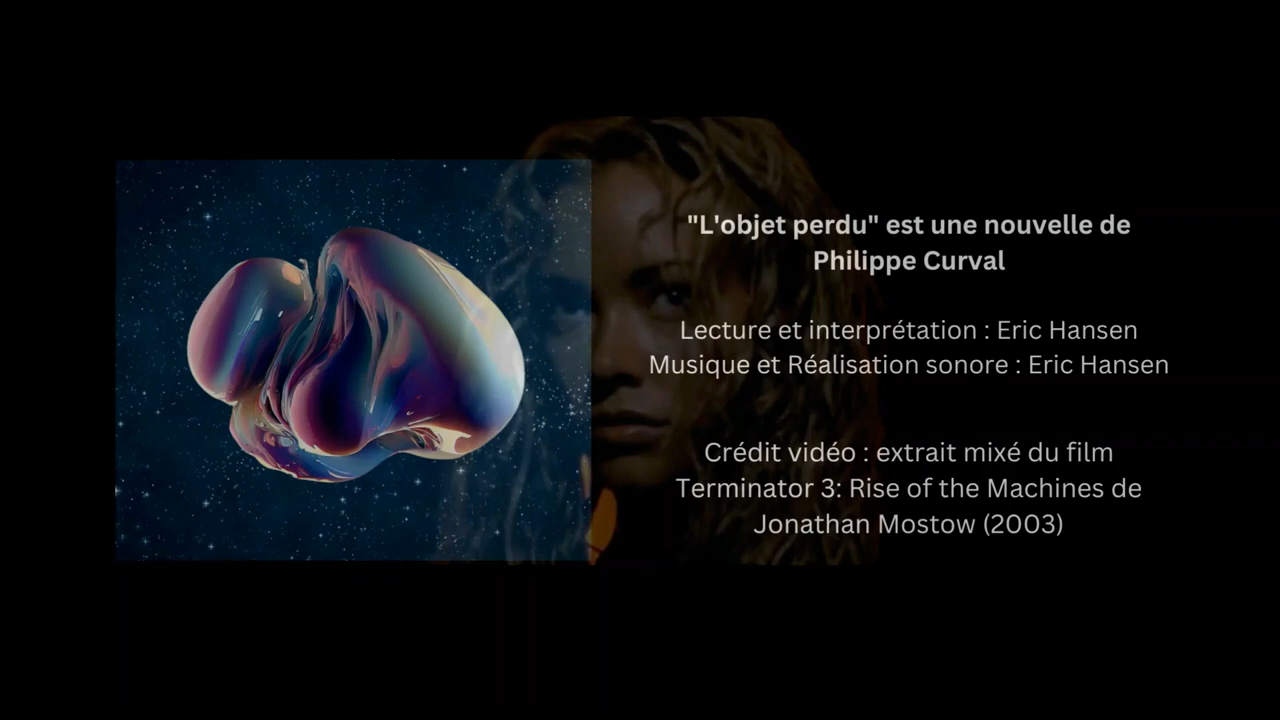 "L'objet perdu" est une nouvelle de
Philippe Curval
Lecture et interprétation : Eric Hansen
Musique et Réalisation sonore : Eric Hansen
Crédit vidéo : extrait mixé du film
Terminator 3: Rise of the Machines de
Jonathan Mostow (2003)